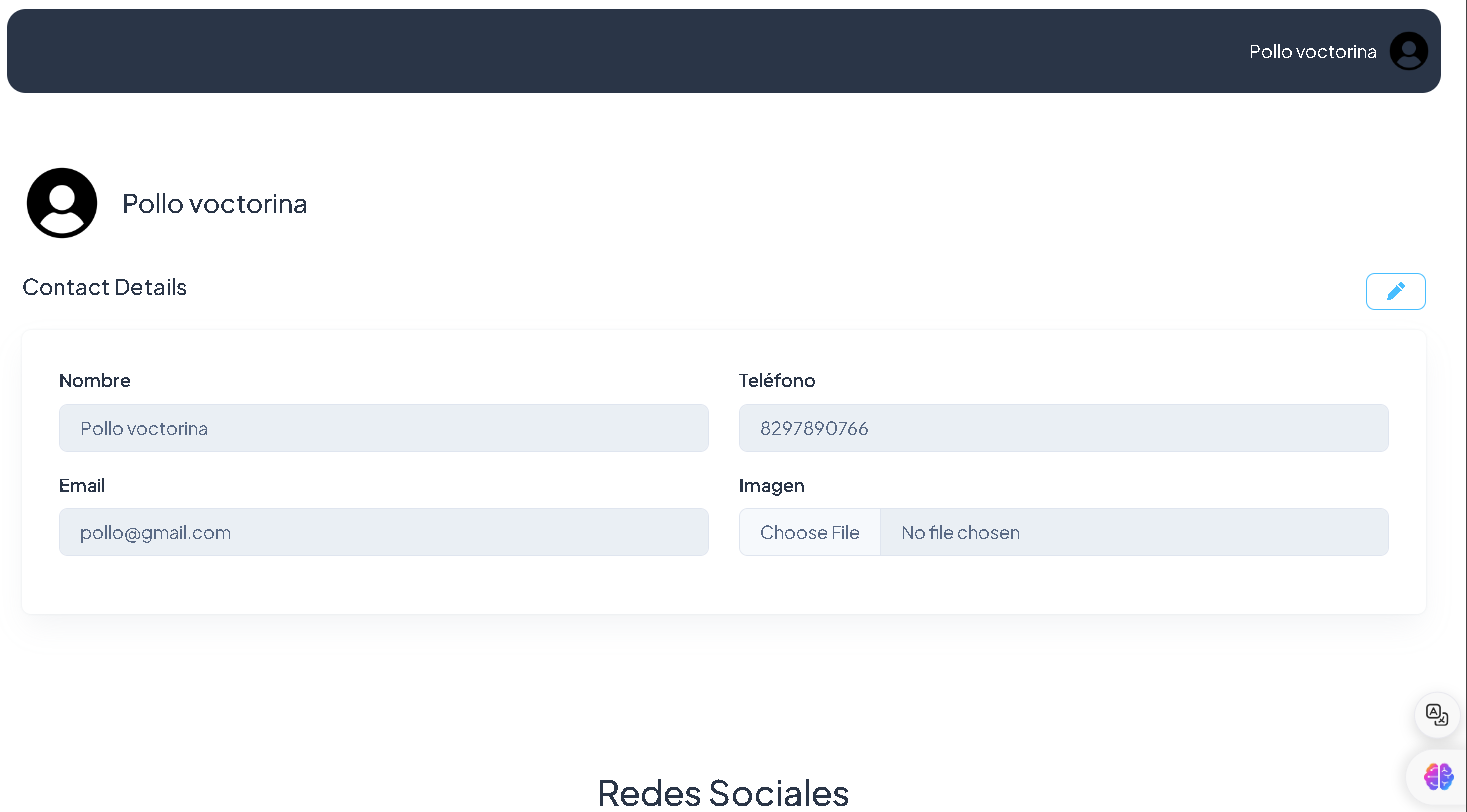 Pollo voctorina
Pollo voctorina
Contact Details
Nombre
Teléfono
Pollo voctorina
8297890766
Email
Imagen
pollo@gmail.com
Choose File
No file chosen
Redes Sociales